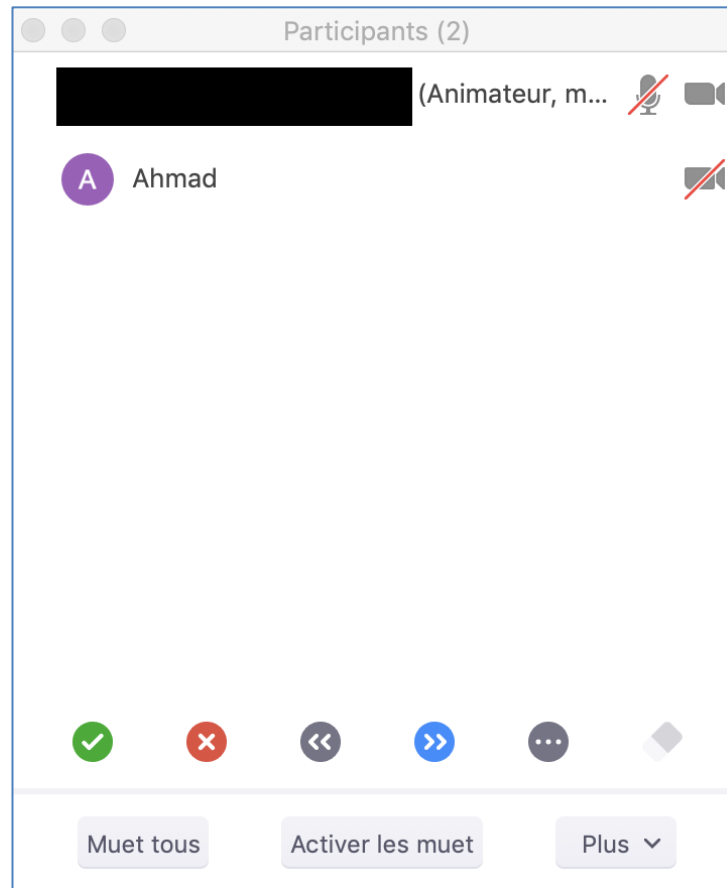 Participants (2)
(Animateur, m...
A Ahmad
Muet tous Activer les muet Plus